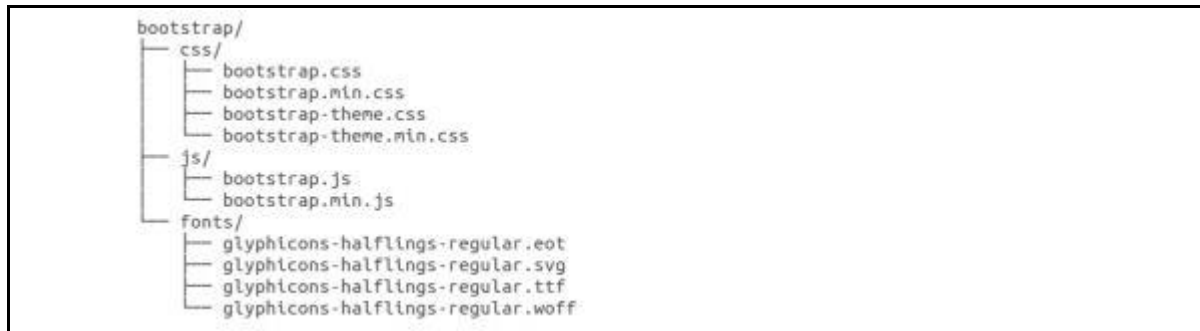 bootstrap/
├── css/
│   ├── bootstrap.css
│   ├── bootstrap.min.css
│   ├── bootstrap-theme.css
│   └── bootstrap-theme.min.css
├── js/
│   ├── bootstrap.js
│   └── bootstrap.min.js
└── fonts/
    ├── glyphicons-halflings-regular.eot
    ├── glyphicons-halflings-regular.svg
    ├── glyphicons-halflings-regular.ttf
    └── glyphicons-halflings-regular.woff